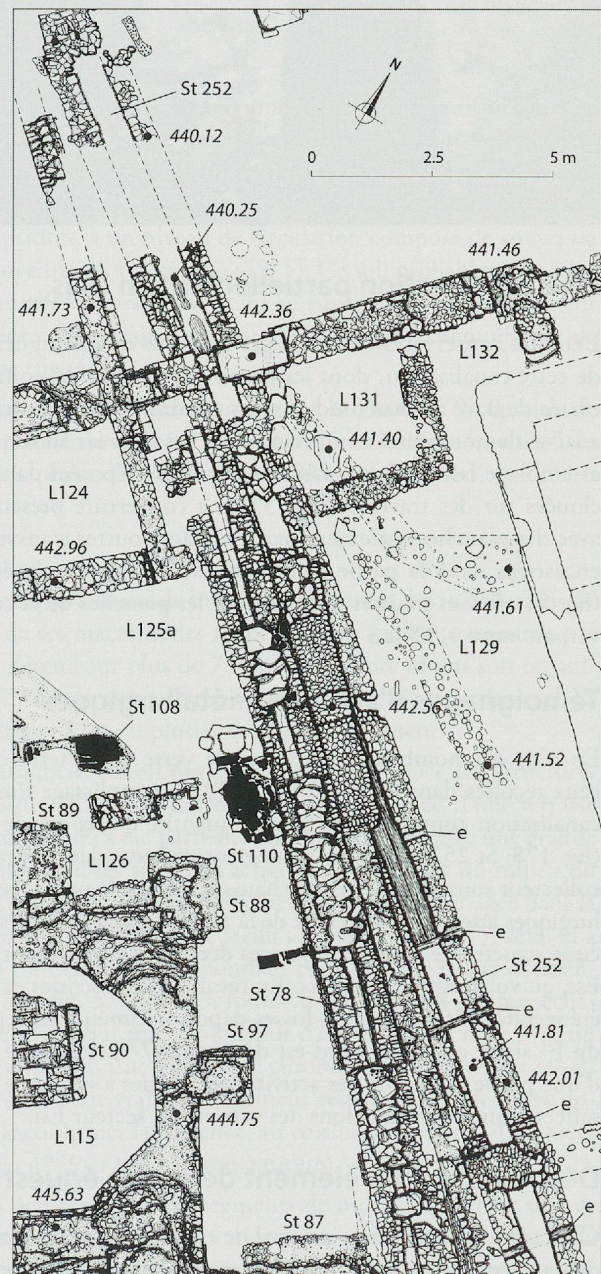 N
St 252
440.12
0 2.5 5 m
440.25
441.46
441.73
442.36
L132
L131
441.40
L124
442.96
441.61
L125a
L129
442.56
St 108
441.52
St 89
e
L126
St 110
St 88
e
St 252
St 78
e
St 97
441.81
St 90
442.01
444.75
e
L115
445.63
e
St 87